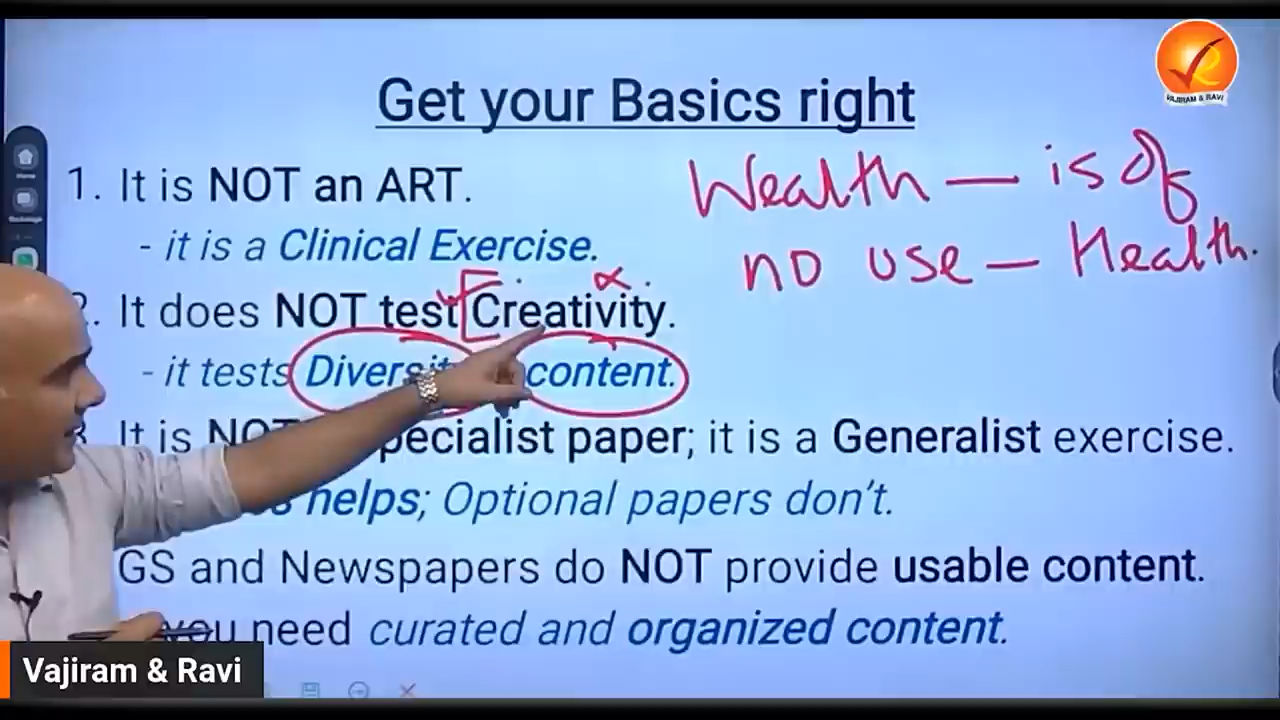 VAJIRAM & RAVI
Get your Basics right
1. It is NOT an ART.
- it is a Clinical Exercise.
Wealth — is of
no use — Health.
. It does NOT test Creativity.
- it tests content.
It is paper; it is a Generalist exercise.
helps; Optional papers don't.
GS and Newspapers do NOT provide usable content.
you need curated and organized content.
Vajiram & Ravi